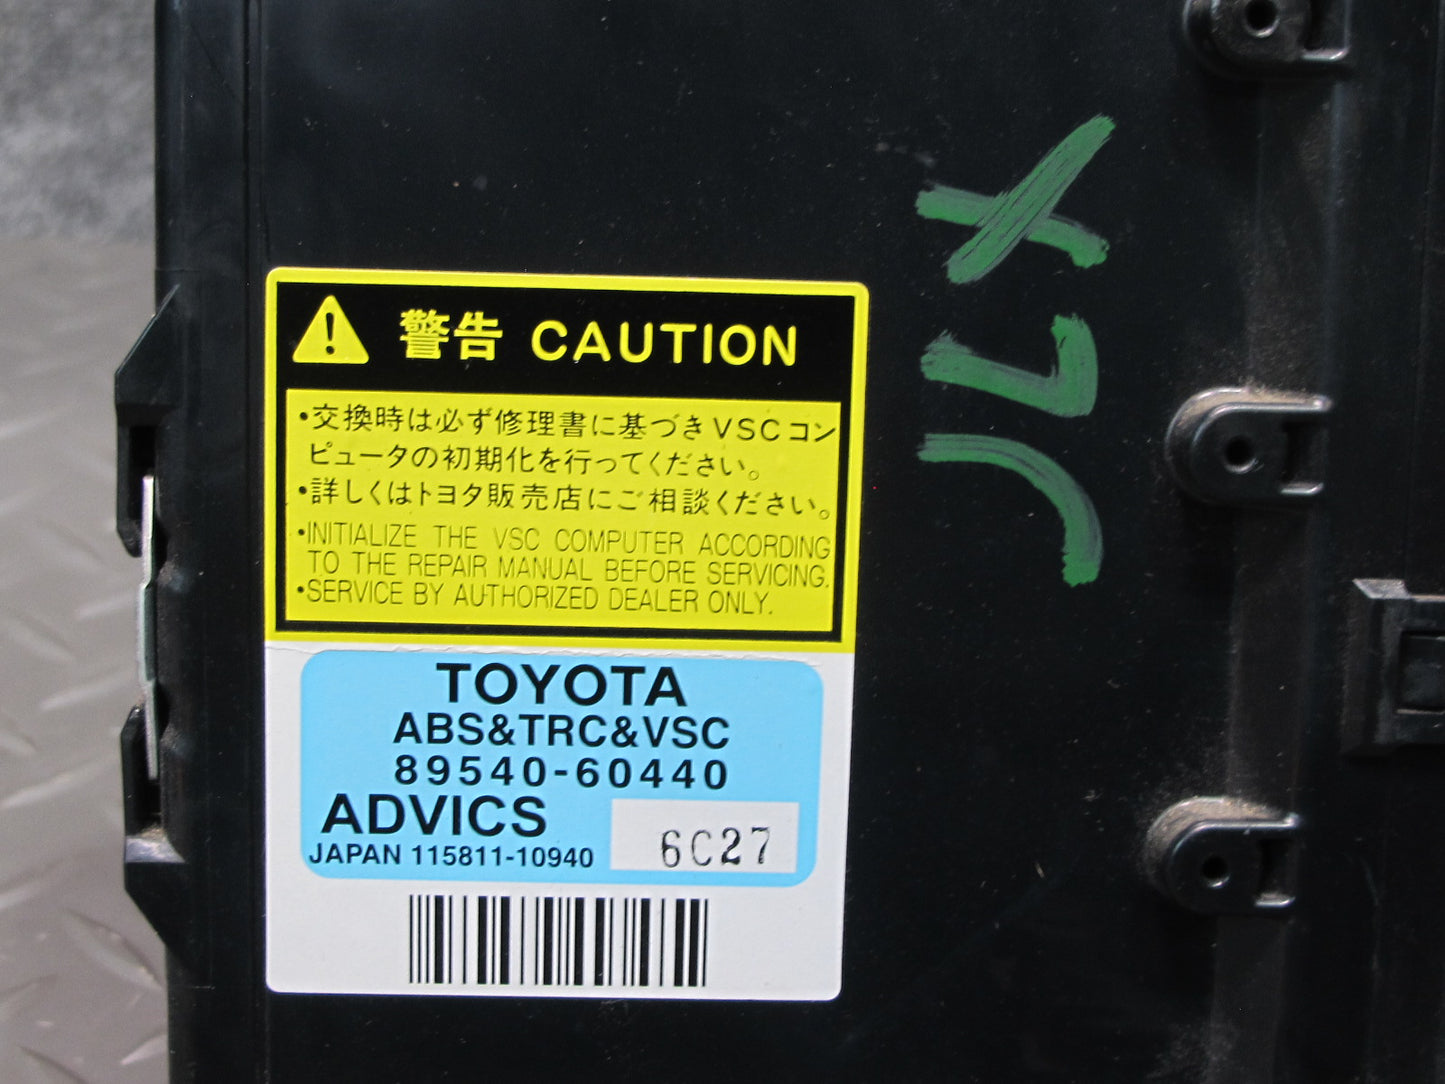 警告 CAUTION
・交換時は必ず修理書に基づきVSCコン
ピュータの初期化を行ってください。
・詳しくはトヨタ販売店にご相談ください。
・INITIALIZE THE VSC COMPUTER ACCORDING
TO THE REPAIR MANUAL BEFORE SERVICING.
・SERVICE BY AUTHORIZED DEALER ONLY.
TOYOTA
ABS&TRC&VSC
89540-60440
ADVICS
6C27
JAPAN 115811-10940